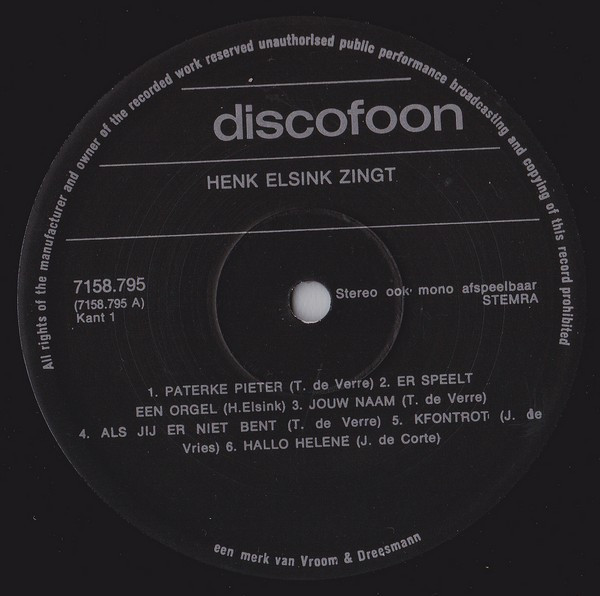 All rights of the manufacturer and owner of the recorded work reserved unauthorised public performance broadcasting and copying of this record prohibited
discofoon
HENK ELSINK ZINGT
7158.795
(7158.795 A)
Kant 1
Stereo ook mono afspeelbaar
STEMRA
1. PATERKE PIETER (T. de Verre) 2. ER SPEELT
EEN ORGEL (H.Elsink) 3. JOUW NAAM (T. de Verre)
4. ALS JIJ ER NIET BENT (T. de Verre) 5. KFONTROT (J. de
Vries) 6. HALLO HELENE (J. de Corte)
een merk van Vroom & Dreesmann